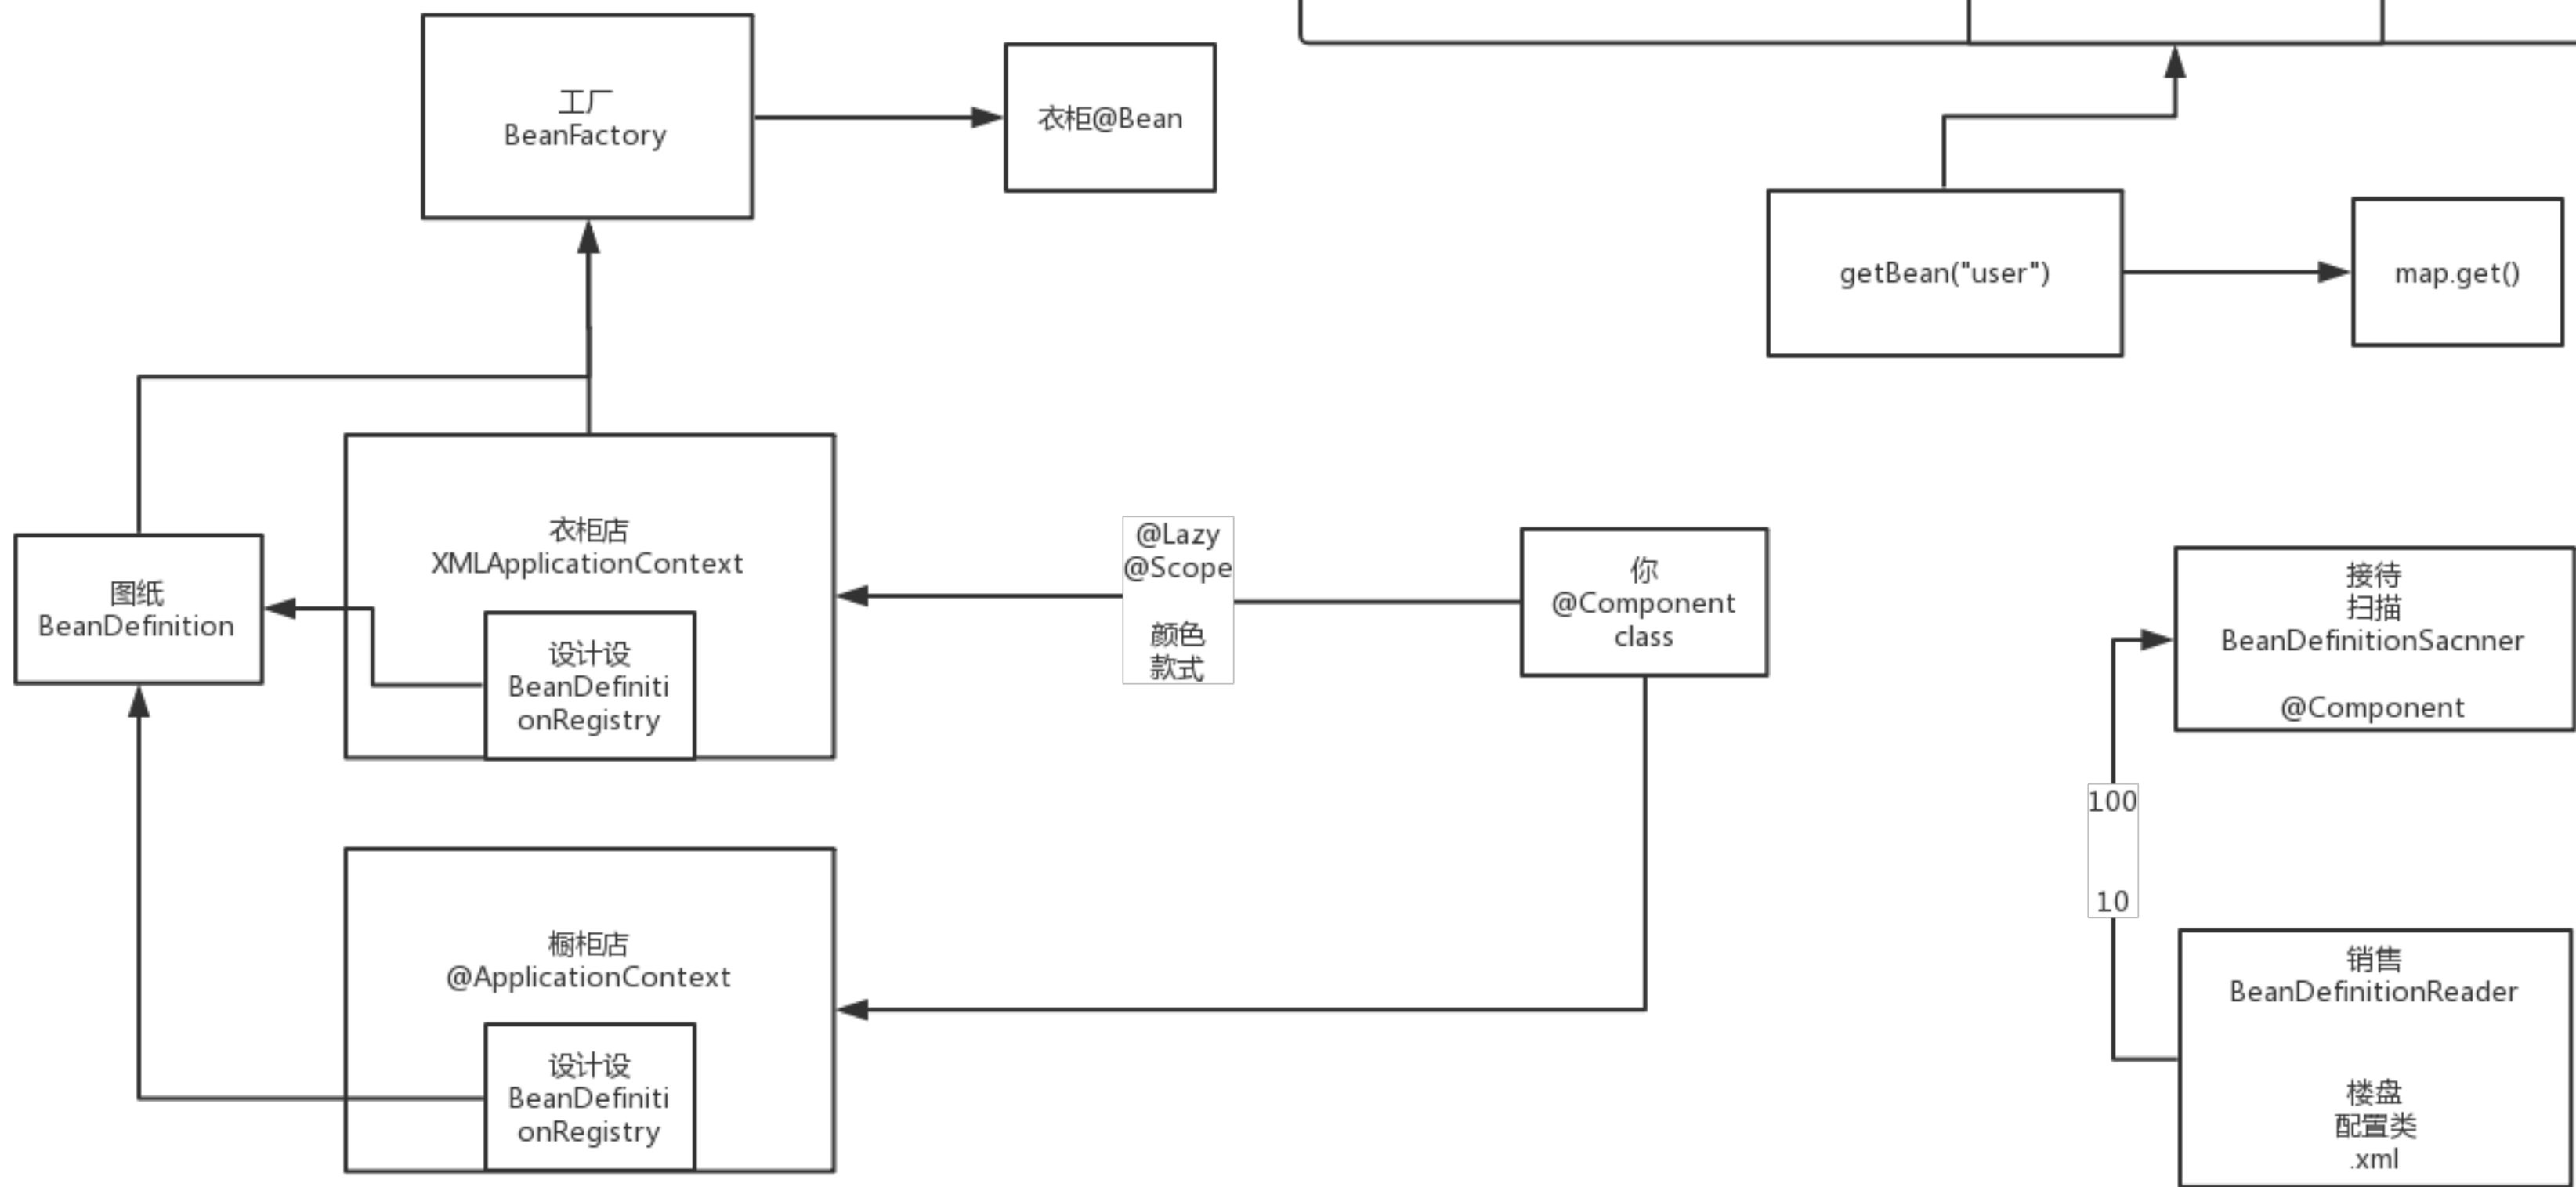 工厂
BeanFactory
衣柜@Bean
getBean("user")
map.get()
衣柜店
XMLApplicationContext
图纸
BeanDefinition
设计设
BeanDefiniti
onRegistry
@Lazy
@Scope
颜色
款式
你
@Component
class
接待
扫描
BeanDefinitionSacnner
@Component
100
10
橱柜店
@ApplicationContext
设计设
BeanDefiniti
onRegistry
销售
BeanDefinitionReader
楼盘
配置类
.xml